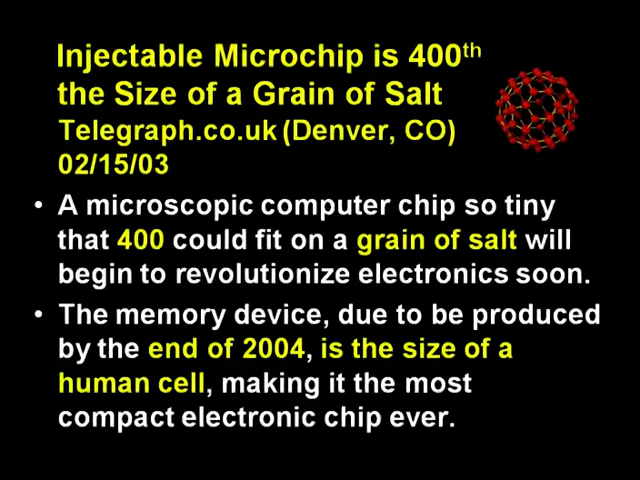 Injectable Microchip is 400th
the Size of a Grain of Salt
Telegraph.co.uk (Denver, CO)
02/15/03
• A microscopic computer chip so tiny
that 400 could fit on a grain of salt will
begin to revolutionize electronics soon.
• The memory device, due to be produced
by the end of 2004, is the size of a
human cell, making it the most
compact electronic chip ever.